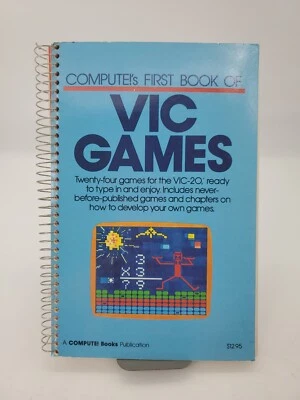 COMPUTE!'s FIRST BOOK OF
VIC
GAMES
Twenty-four games for the VIC-20, ready
to type in and enjoy. Includes never-
before-published games and chapters on
how to develop your own games.
3
x 3
9
A COMPUTE! Books Publication
$12.95